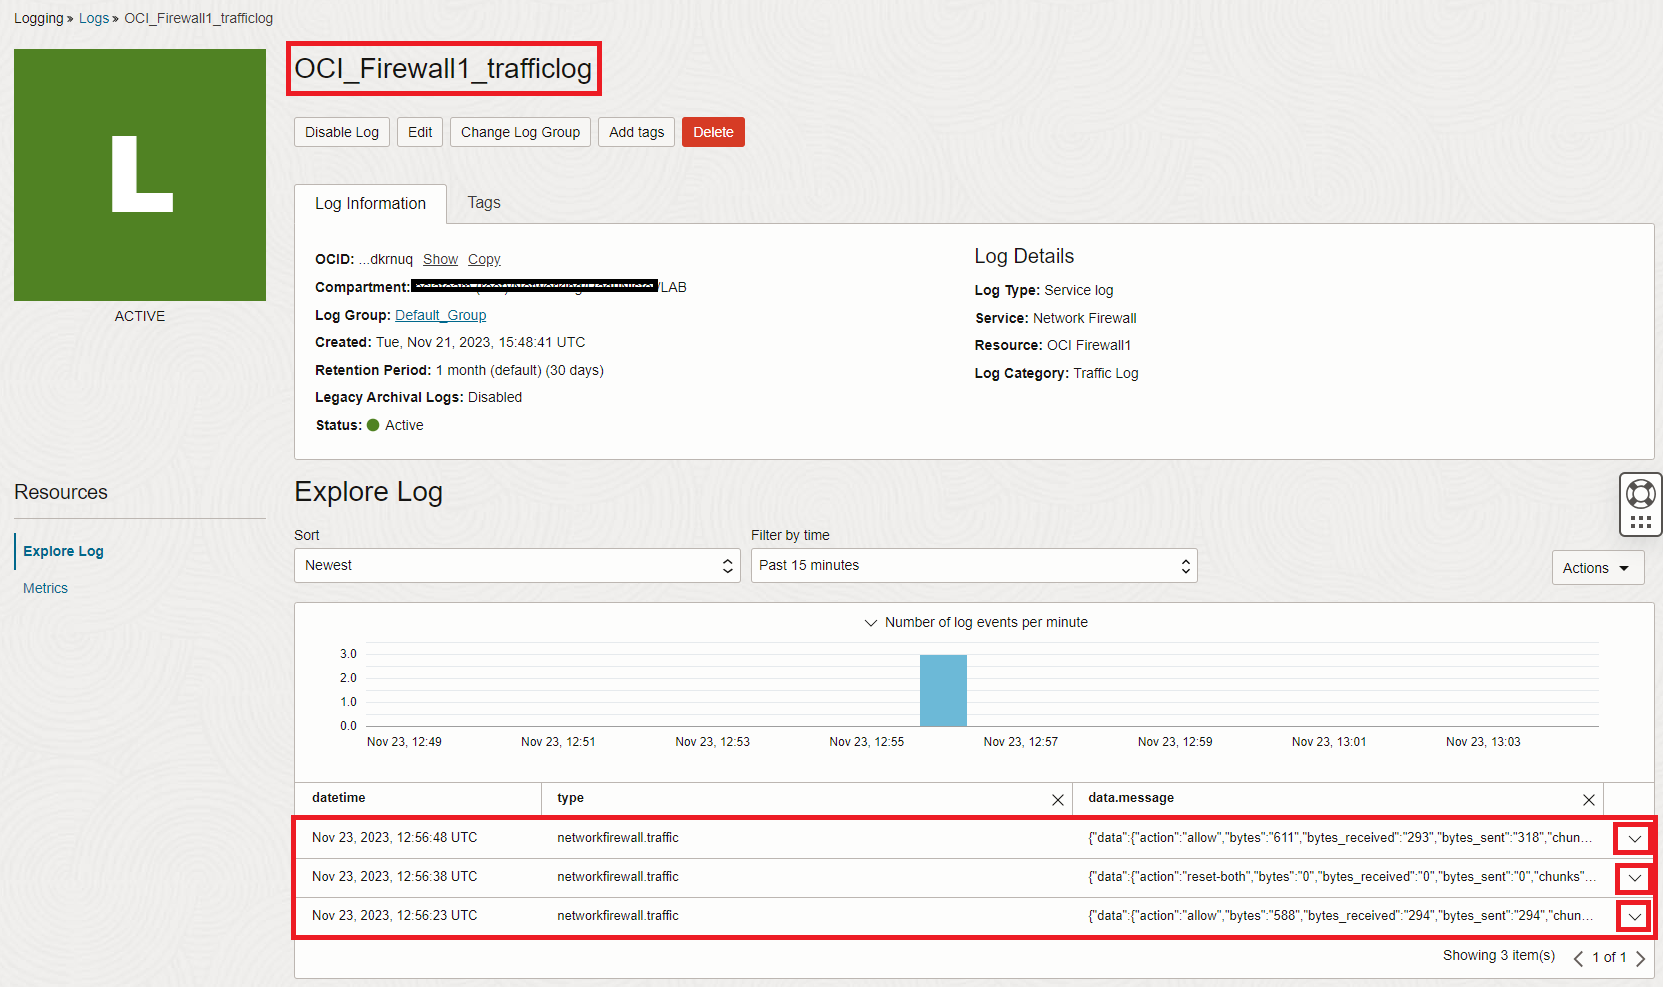 Logging » Logs » OCI_Firewall1_trafficlog
L
ACTIVE
OCI_Firewall1_trafficlog
Disable Log Edit Change Log Group Add tags Delete
Log Information Tags
OCID: ...dkrnuq Show Copy
Compartment: /LAB
Log Group: Default_Group
Created: Tue, Nov 21, 2023, 15:48:41 UTC
Retention Period: 1 month (default) (30 days)
Legacy Archival Logs: Disabled
Status: Active
Log Details
Log Type: Service log
Service: Network Firewall
Resource: OCI Firewall1
Log Category: Traffic Log
Resources
Explore Log
Metrics
Explore Log
Sort Filter by time
Newest Past 15 minutes
Actions
Number of log events per minute
3.0
2.0
1.0
0.0
Nov 23, 12:49 Nov 23, 12:51 Nov 23, 12:53 Nov 23, 12:55 Nov 23, 12:57 Nov 23, 12:59 Nov 23, 13:01 Nov 23, 13:03
datetime type data.message
Nov 23, 2023, 12:56:48 UTC networkfirewall.traffic {"data":{"action":"allow","bytes":"611","bytes_received":"293","bytes_sent":"318","chun...
Nov 23, 2023, 12:56:38 UTC networkfirewall.traffic {"data":{"action":"reset-both","bytes":"0","bytes_received":"0","bytes_sent":"0","chunks"...
Nov 23, 2023, 12:56:23 UTC networkfirewall.traffic {"data":{"action":"allow","bytes":"588","bytes_received":"294","bytes_sent":"294","chun...
Showing 3 item(s) 1 of 1